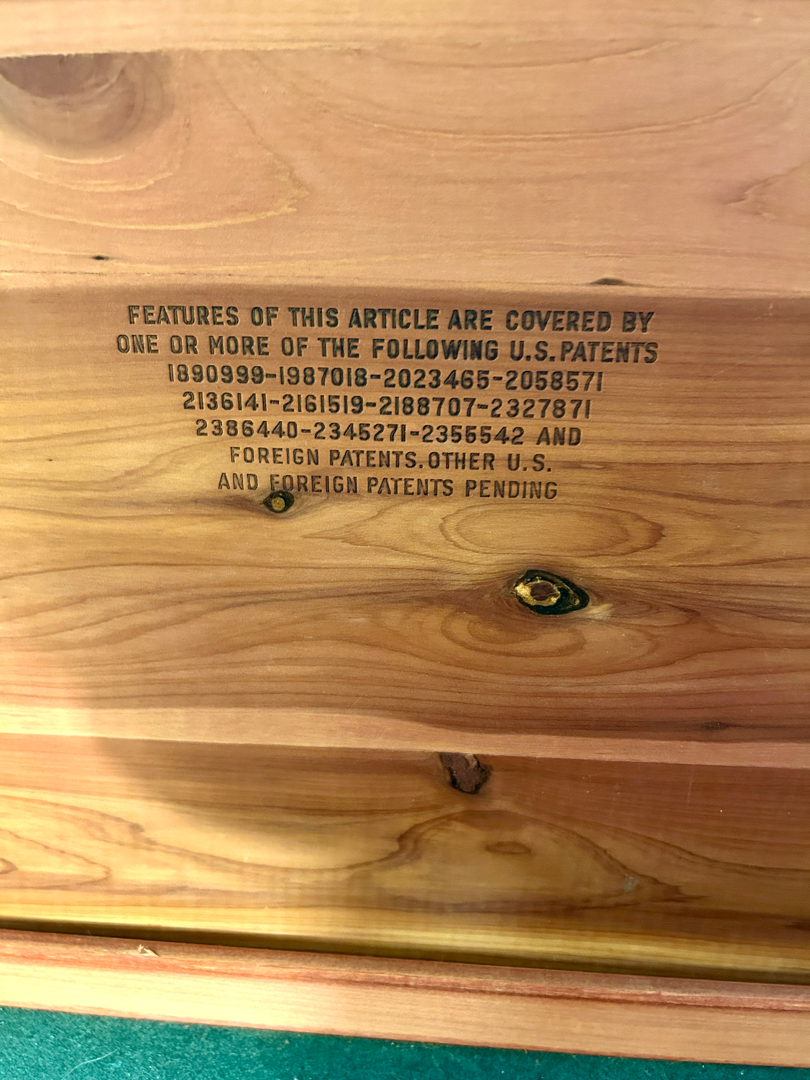 FEATURES OF THIS ARTICLE ARE COVERED BY
ONE OR MORE OF THE FOLLOWING U.S. PATENTS
1890999-1987018-2023465-2058571
2136141-2161519-2188707-2327871
2386440-2345271-2356542 AND
FOREIGN PATENTS. OTHER U.S.
AND FOREIGN PATENTS PENDING